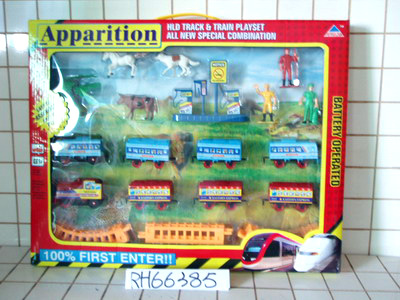 Apparition
HLD TRACK & TRAIN PLAYSET
ALL NEW SPECIAL COMBINATION
BATTERY OPERATED
100% FIRST ENTER!!
RH66385